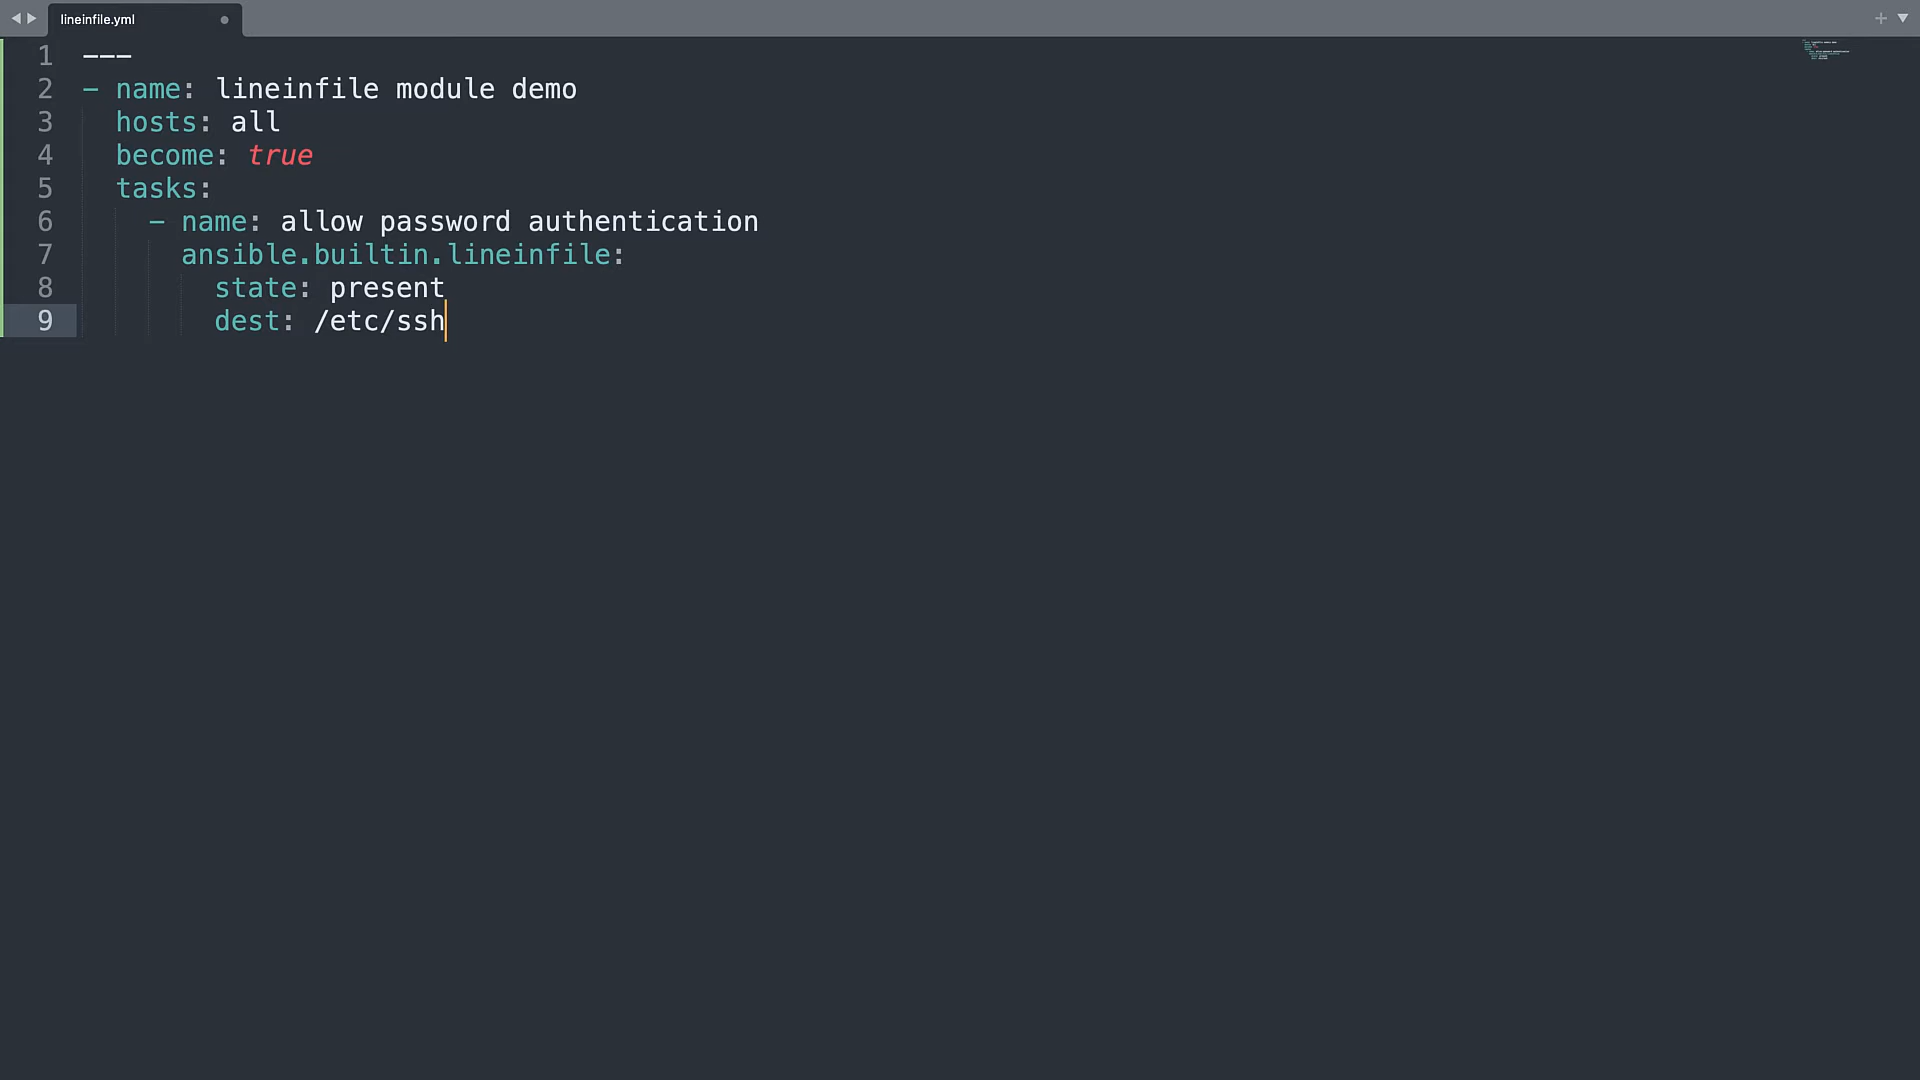 lineinfile.yml
1 ---
2 - name: lineinfile module demo
3   hosts: all
4   become: true
5   tasks:
6     - name: allow password authentication
7       ansible.builtin.lineinfile:
8         state: present
9         dest: /etc/ssh